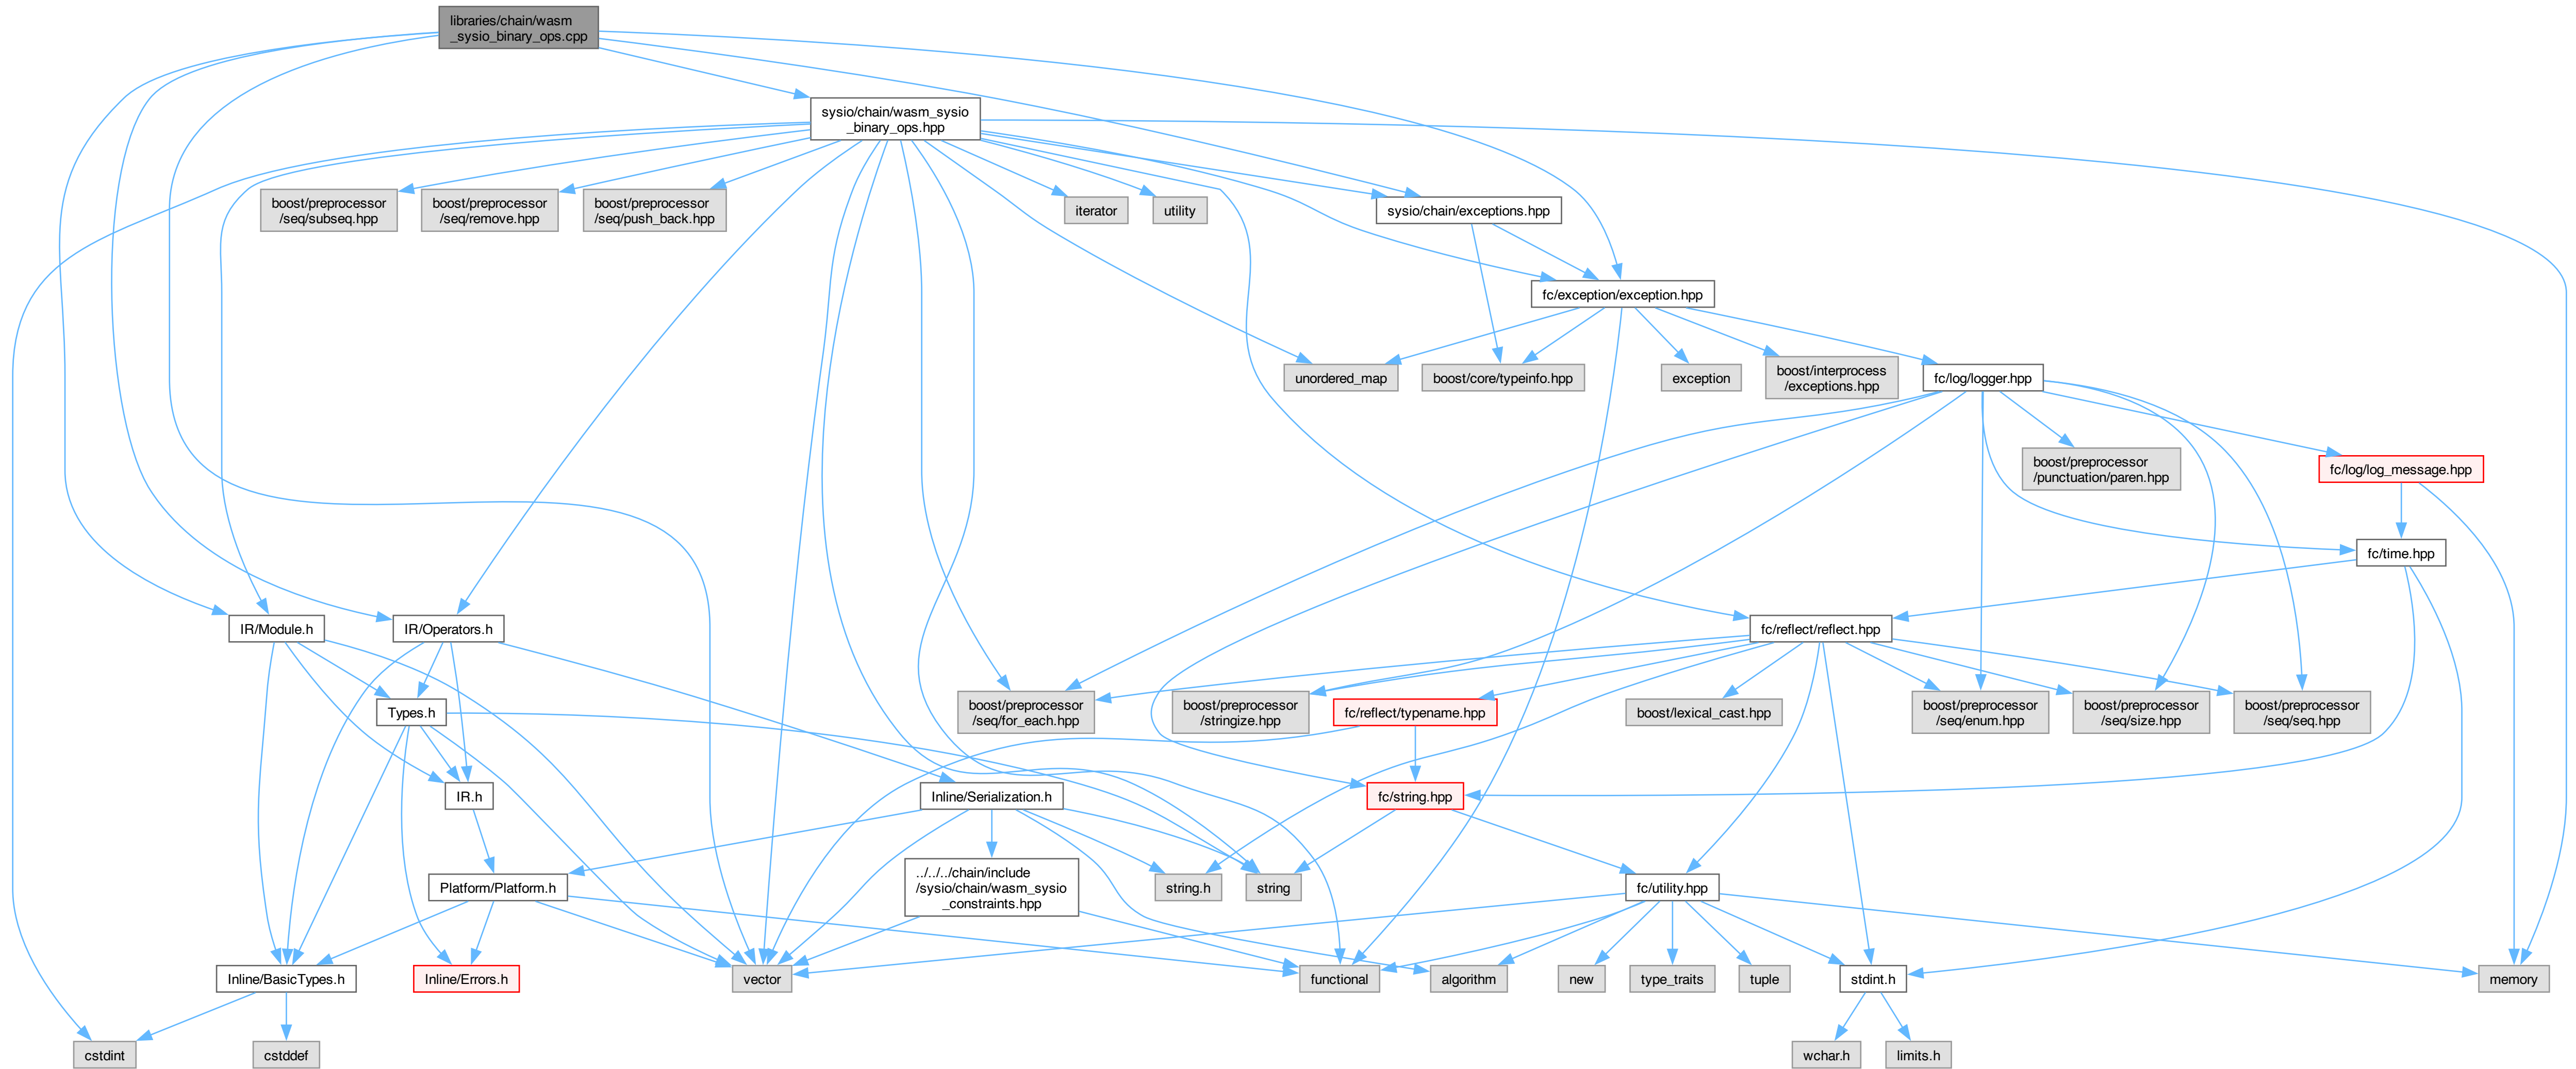 libraries/chain/wasm
_sysio_binary_ops.cpp
sysio/chain/wasm_sysio
_binary_ops.hpp
boost/preprocessor
/seq/subseq.hpp
boost/preprocessor
/seq/remove.hpp
boost/preprocessor
/seq/push_back.hpp
iterator
utility
sysio/chain/exceptions.hpp
fc/exception/exception.hpp
unordered_map
boost/core/typeinfo.hpp
exception
boost/interprocess
/exceptions.hpp
fc/log/logger.hpp
boost/preprocessor
/punctuation/paren.hpp
fc/log/log_message.hpp
fc/time.hpp
IR/Module.h
IR/Operators.h
fc/reflect/reflect.hpp
Types.h
boost/preprocessor
/seq/for_each.hpp
boost/preprocessor
/stringize.hpp
fc/reflect/typename.hpp
boost/lexical_cast.hpp
boost/preprocessor
/seq/enum.hpp
boost/preprocessor
/seq/size.hpp
boost/preprocessor
/seq/seq.hpp
IR.h
Inline/Serialization.h
fc/string.hpp
Platform/Platform.h
../../../chain/include
/sysio/chain/wasm_sysio
_constraints.hpp
string.h
string
fc/utility.hpp
Inline/BasicTypes.h
Inline/Errors.h
vector
functional
algorithm
new
type_traits
tuple
stdint.h
memory
cstdint
cstddef
wchar.h
limits.h